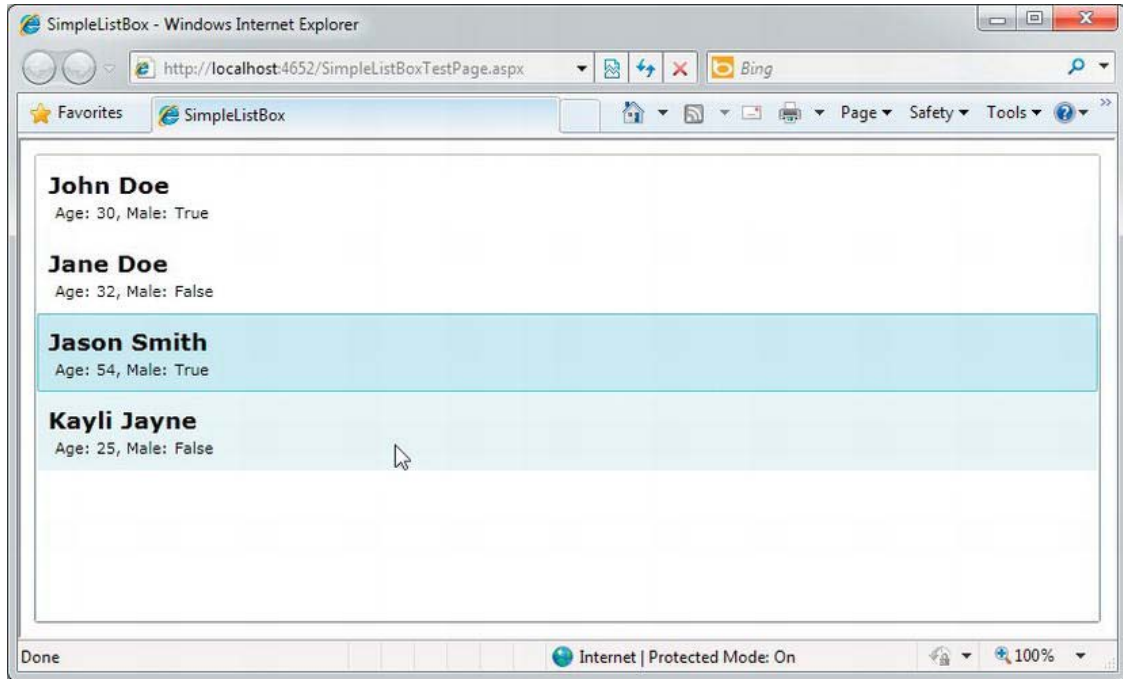 SimpleListBox - Windows Internet Explorer
http://localhost:4652/SimpleListBoxTestPage.aspx Bing
Favorites SimpleListBox Page Safety Tools
John Doe
Age: 30, Male: True
Jane Doe
Age: 32, Male: False
Jason Smith
Age: 54, Male: True
Kayli Jayne
Age: 25, Male: False
Done Internet | Protected Mode: On 100%